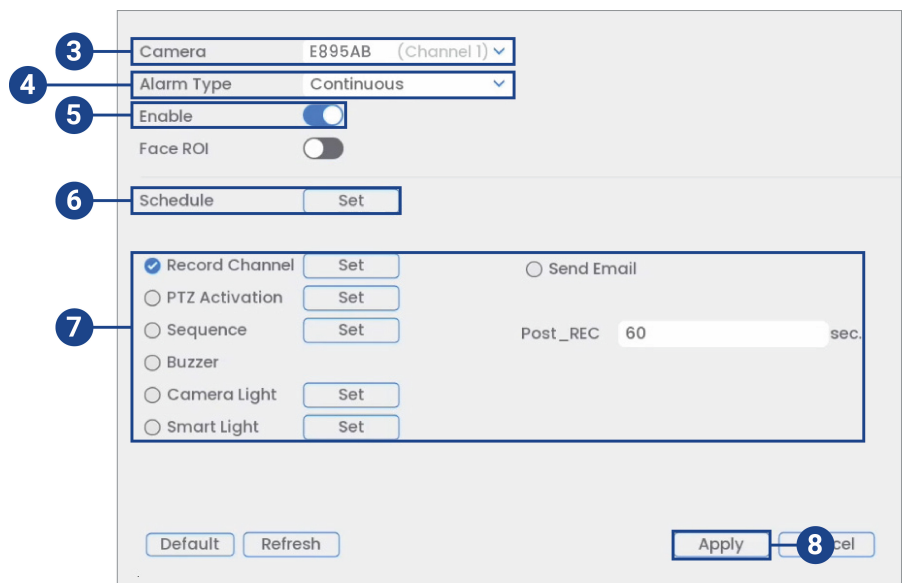 3 Camera E895AB (Channel 1)
4 Alarm Type Continuous
5 Enable
Face ROI
6 Schedule Set
Record Channel Set Send Email
PTZ Activation Set
7 Sequence Set Post_REC 60 sec.
Buzzer
Camera Light Set
Smart Light Set
Default Refresh Apply 8 cel